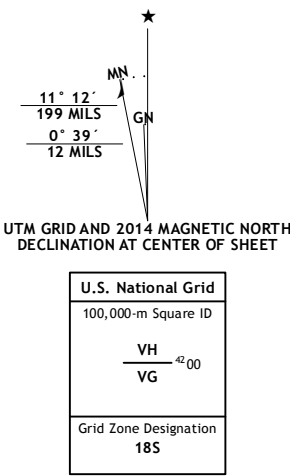 ★
MN
11° 12´
199 MILS
GN
0° 39´
12 MILS
UTM GRID AND 2014 MAGNETIC NORTH
DECLINATION AT CENTER OF SHEET
U.S. National Grid
100,000-m Square ID
VH
4200
VG
Grid Zone Designation
18S